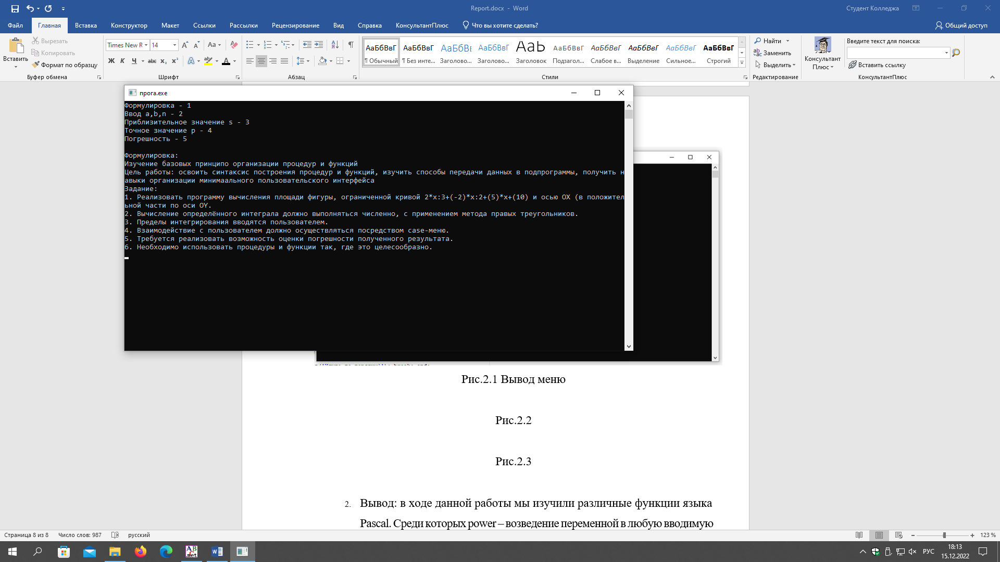 Report.docx - Word
Студент Колледжа
Файл
Главная
Вставка
Конструктор
Макет
Ссылки
Рассылки
Рецензирование
Вид
Справка
КонсультантПлюс
Что вы хотите сделать?
Общий доступ
Вставить
Вырезать
Копировать
Формат по образцу
Буфер обмена
Times New R
14
Aa
Ж К Ч abc x₂ x²
Шрифт
Абзац
АаБбВвГ
¶ Обычный
АаБбВвГ
¶ Без инте...
АаБбВв
Заголово...
АаБбВвГ
Заголово...
АаЬ
Заголовок
АаБбВвГ
Подзагол...
АаБбВвГ
Слабое в...
АаБбВвГ
Выделение
АаБбВвГ
Сильное...
АаБбВвГ
Строгий
Стили
Найти
Заменить
Выделить
Редактирование
Консультант
Плюс
Введите текст для поиска:
Вставить ссылку
КонсультантПлюс
прога.exe
Формулировка - 1
Ввод a,b,n - 2
Приблизительное значение s - 3
Точное значение p - 4
Погрешность - 5
Формулировка:
Изучение базовых принципо организации процедур и функций
Цель работы: освоить синтаксис построения процедур и функций, изучить способы передачи данных в подпрограммы, получить н
авыки организации минимаального пользовательского интерфейса
Задание:
1. Реализовать программу вычисления площади фигуры, ограниченной кривой 2*x:3+(-2)*x:2+(5)*x+(10) и осью OX (в положител
ьной части по оси OY.
2. Вычисление определённого интеграла должно выполняться численно, с применением метода правых треугольников.
3. Пределы интегрирования вводятся пользователем.
4. Взаимодействие с пользователем должно осуществляться посредством case-меню.
5. Требуется реализовать возможность оценки погрешности полученного результата.
6. Необходимо использовать процедуры и функции так, где это целесообразно.
Рис.2.1 Вывод меню
Рис.2.2
Рис.2.3
2. Вывод: в ходе данной работы мы изучили различные функции языка
Pascal. Среди которых power – возведение переменной в любую вводимую
Страница 8 из 8
Число слов: 987
русский
123 %
РУС
18:13
15.12.2022